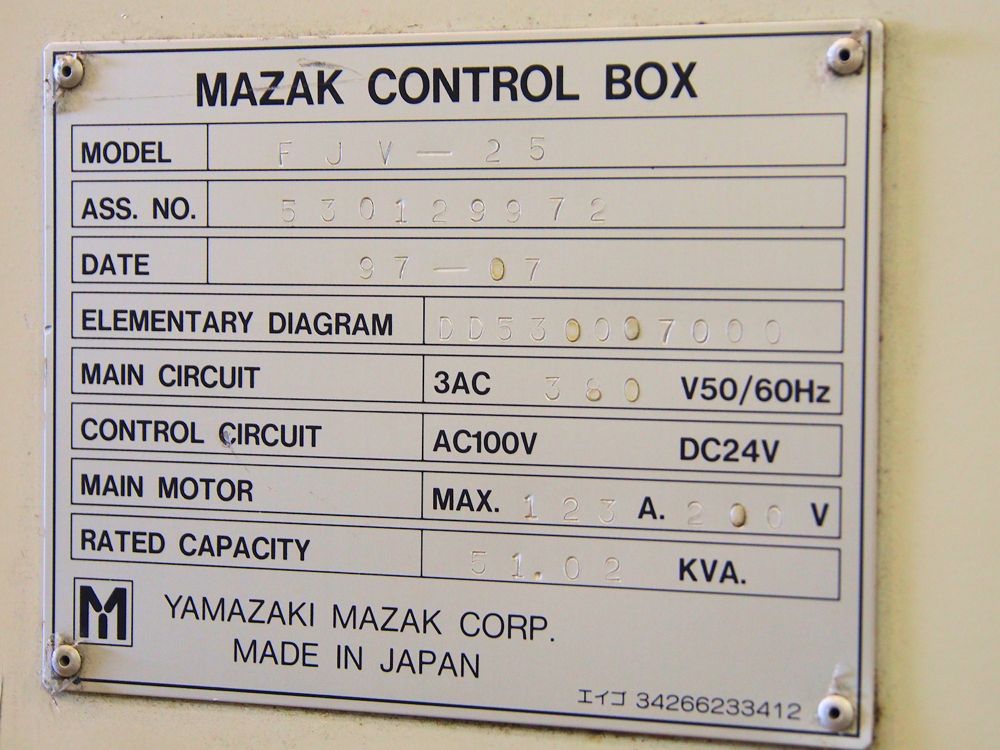 MAZAK CONTROL BOX
MODEL FJV-25
ASS. NO. 530129972
DATE 97-07
ELEMENTARY DIAGRAM DD530007000
MAIN CIRCUIT 3AC 380 V50/60Hz
CONTROL CIRCUIT AC100V DC24V
MAIN MOTOR MAX. 123 A. 200 V
RATED CAPACITY 51.02 KVA.
M YAMAZAKI MAZAK CORP.
MADE IN JAPAN
エイゴ 34266233412